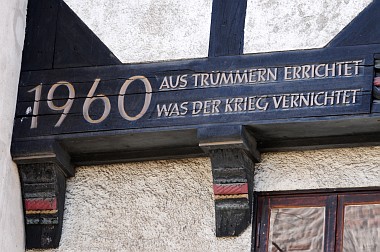 1960 AUS TRÜMMERN ERRICHTET
WAS DER KRIEG, VERNICHTET